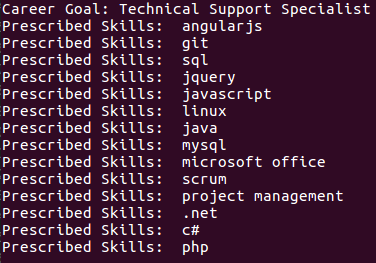 Career Goal: Technical Support Specialist
Prescribed Skills:  angularjs
Prescribed Skills:  git
Prescribed Skills:  sql
Prescribed Skills:  jquery
Prescribed Skills:  javascript
Prescribed Skills:  linux
Prescribed Skills:  java
Prescribed Skills:  mysql
Prescribed Skills:  microsoft office
Prescribed Skills:  scrum
Prescribed Skills:  project management
Prescribed Skills:  .net
Prescribed Skills:  c#
Prescribed Skills:  php